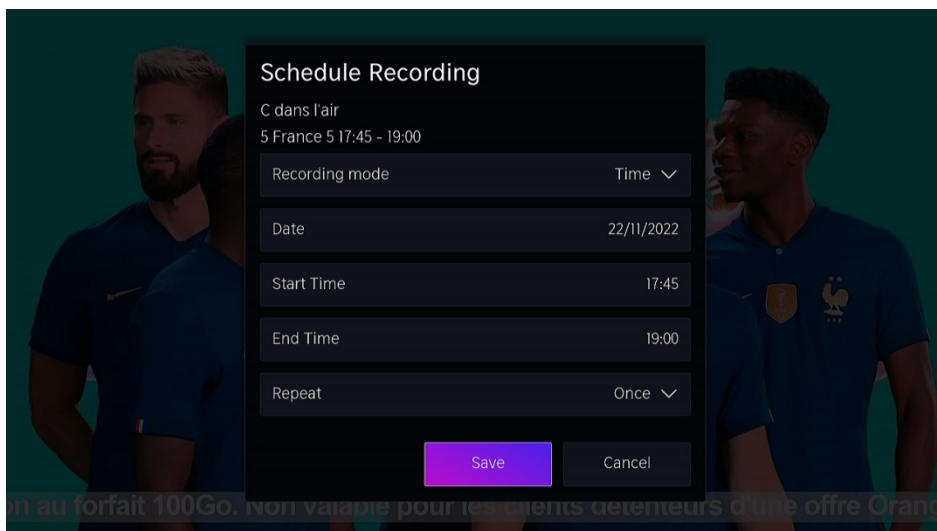 Schedule Recording
C dans l'air
5 France 5 17:45 - 19:00
Recording mode Time
Date 22/11/2022
Start Time 17:45
End Time 19:00
Repeat Once
Save Cancel
on au forfait 100Go. Non valable pour les clients détenteurs d'une offre Orang